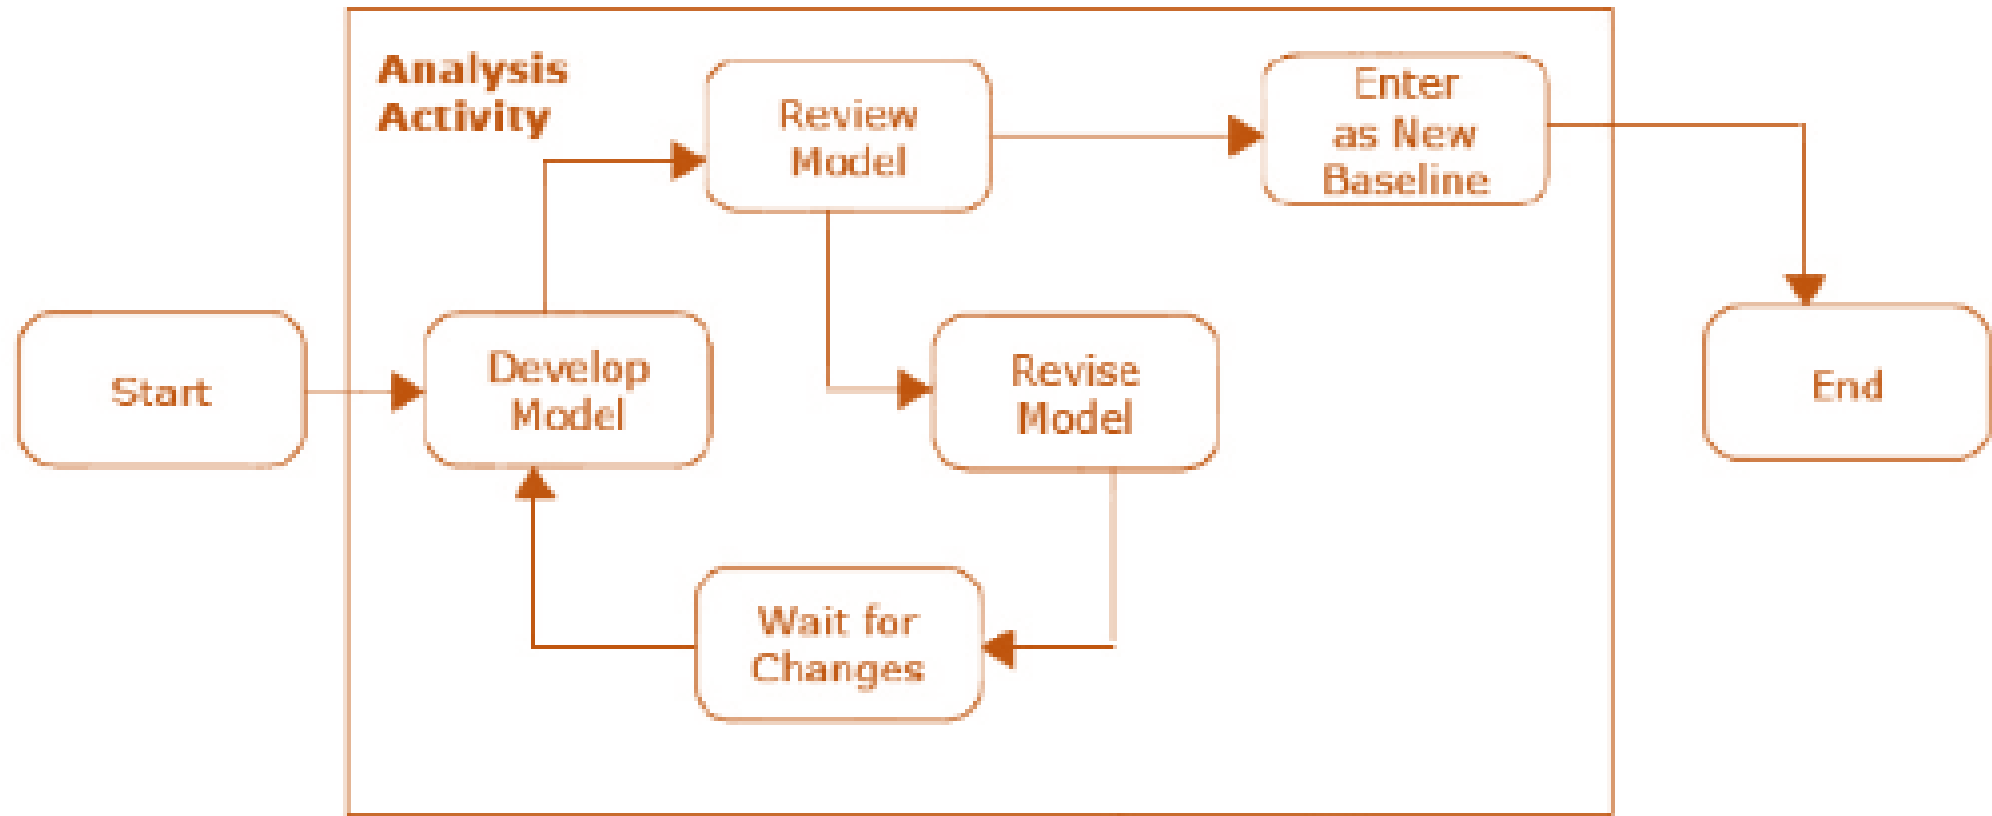 Analysis
Activity
Review
Model
Enter
as New
Baseline
Start
Develop
Model
Revise
Model
End
Wait for
Changes